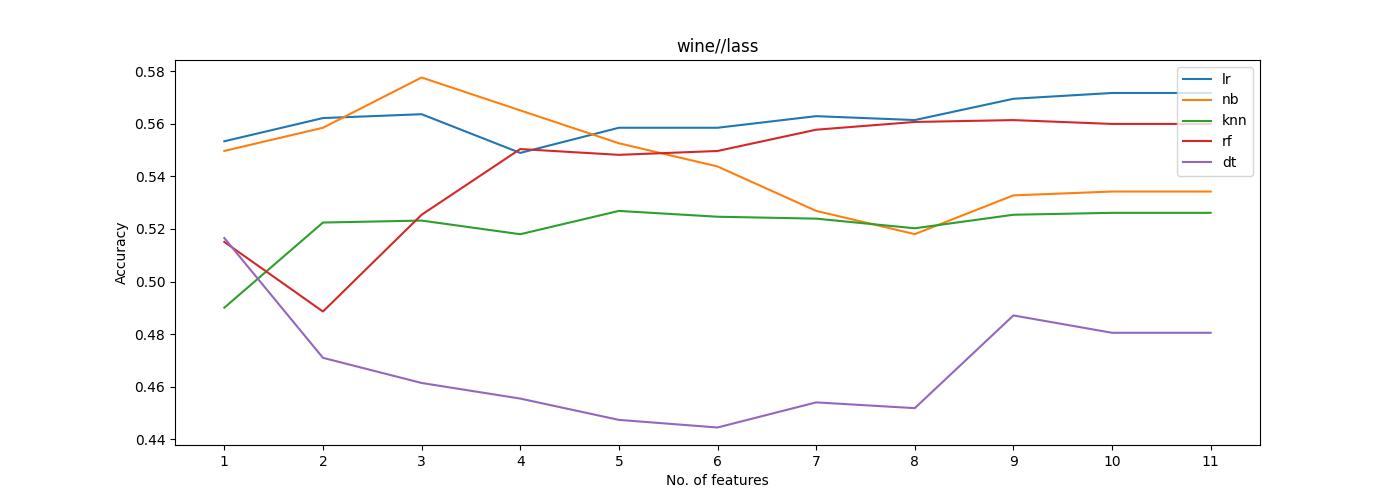 wine//lass
0.58
0.56
0.54
0.52
0.50
0.48
0.46
0.44
Accuracy
lr
nb
knn
rf
dt
1 2 3 4 5 6 7 8 9 10 11
No. of features